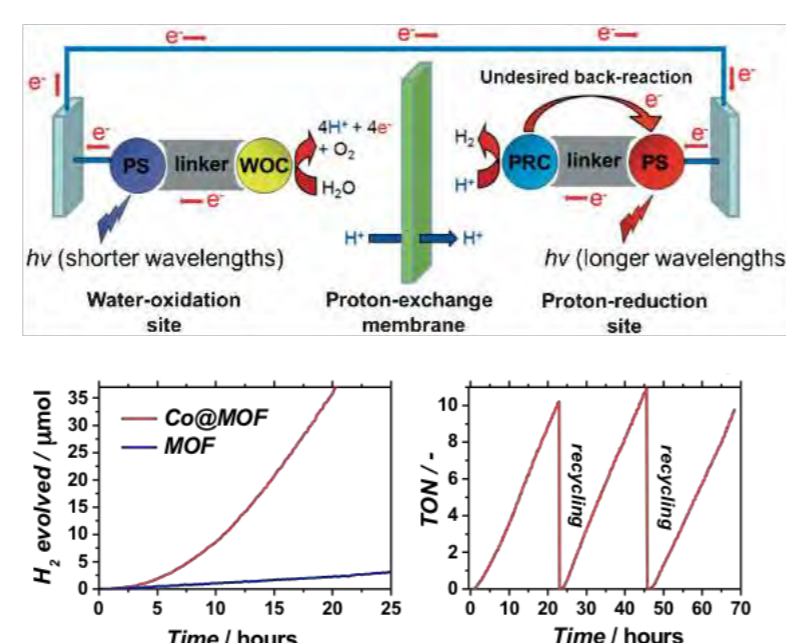 e⁻ e⁻ e⁻
Undesired back-reaction
e⁻ e⁻ e⁻
e⁻ 4H⁺ + 4e⁻ H₂ e⁻
+ O₂
PS linker WOC PRC linker PS
H₂O H⁺
e⁻ e⁻
H⁺ H⁺
hν (shorter wavelengths) hν (longer wavelengths
Water-oxidation Proton-exchange Proton-reduction
site membrane site
H₂ evolved / μmol
35
30
25
20
15
10
5
0
Co@MOF
MOF
0 5 10 15 20 25
Time / hours
TON / -
10
8
6
4
2
0
recycling
recycling
0 10 20 30 40 50 60 70
Time / hours